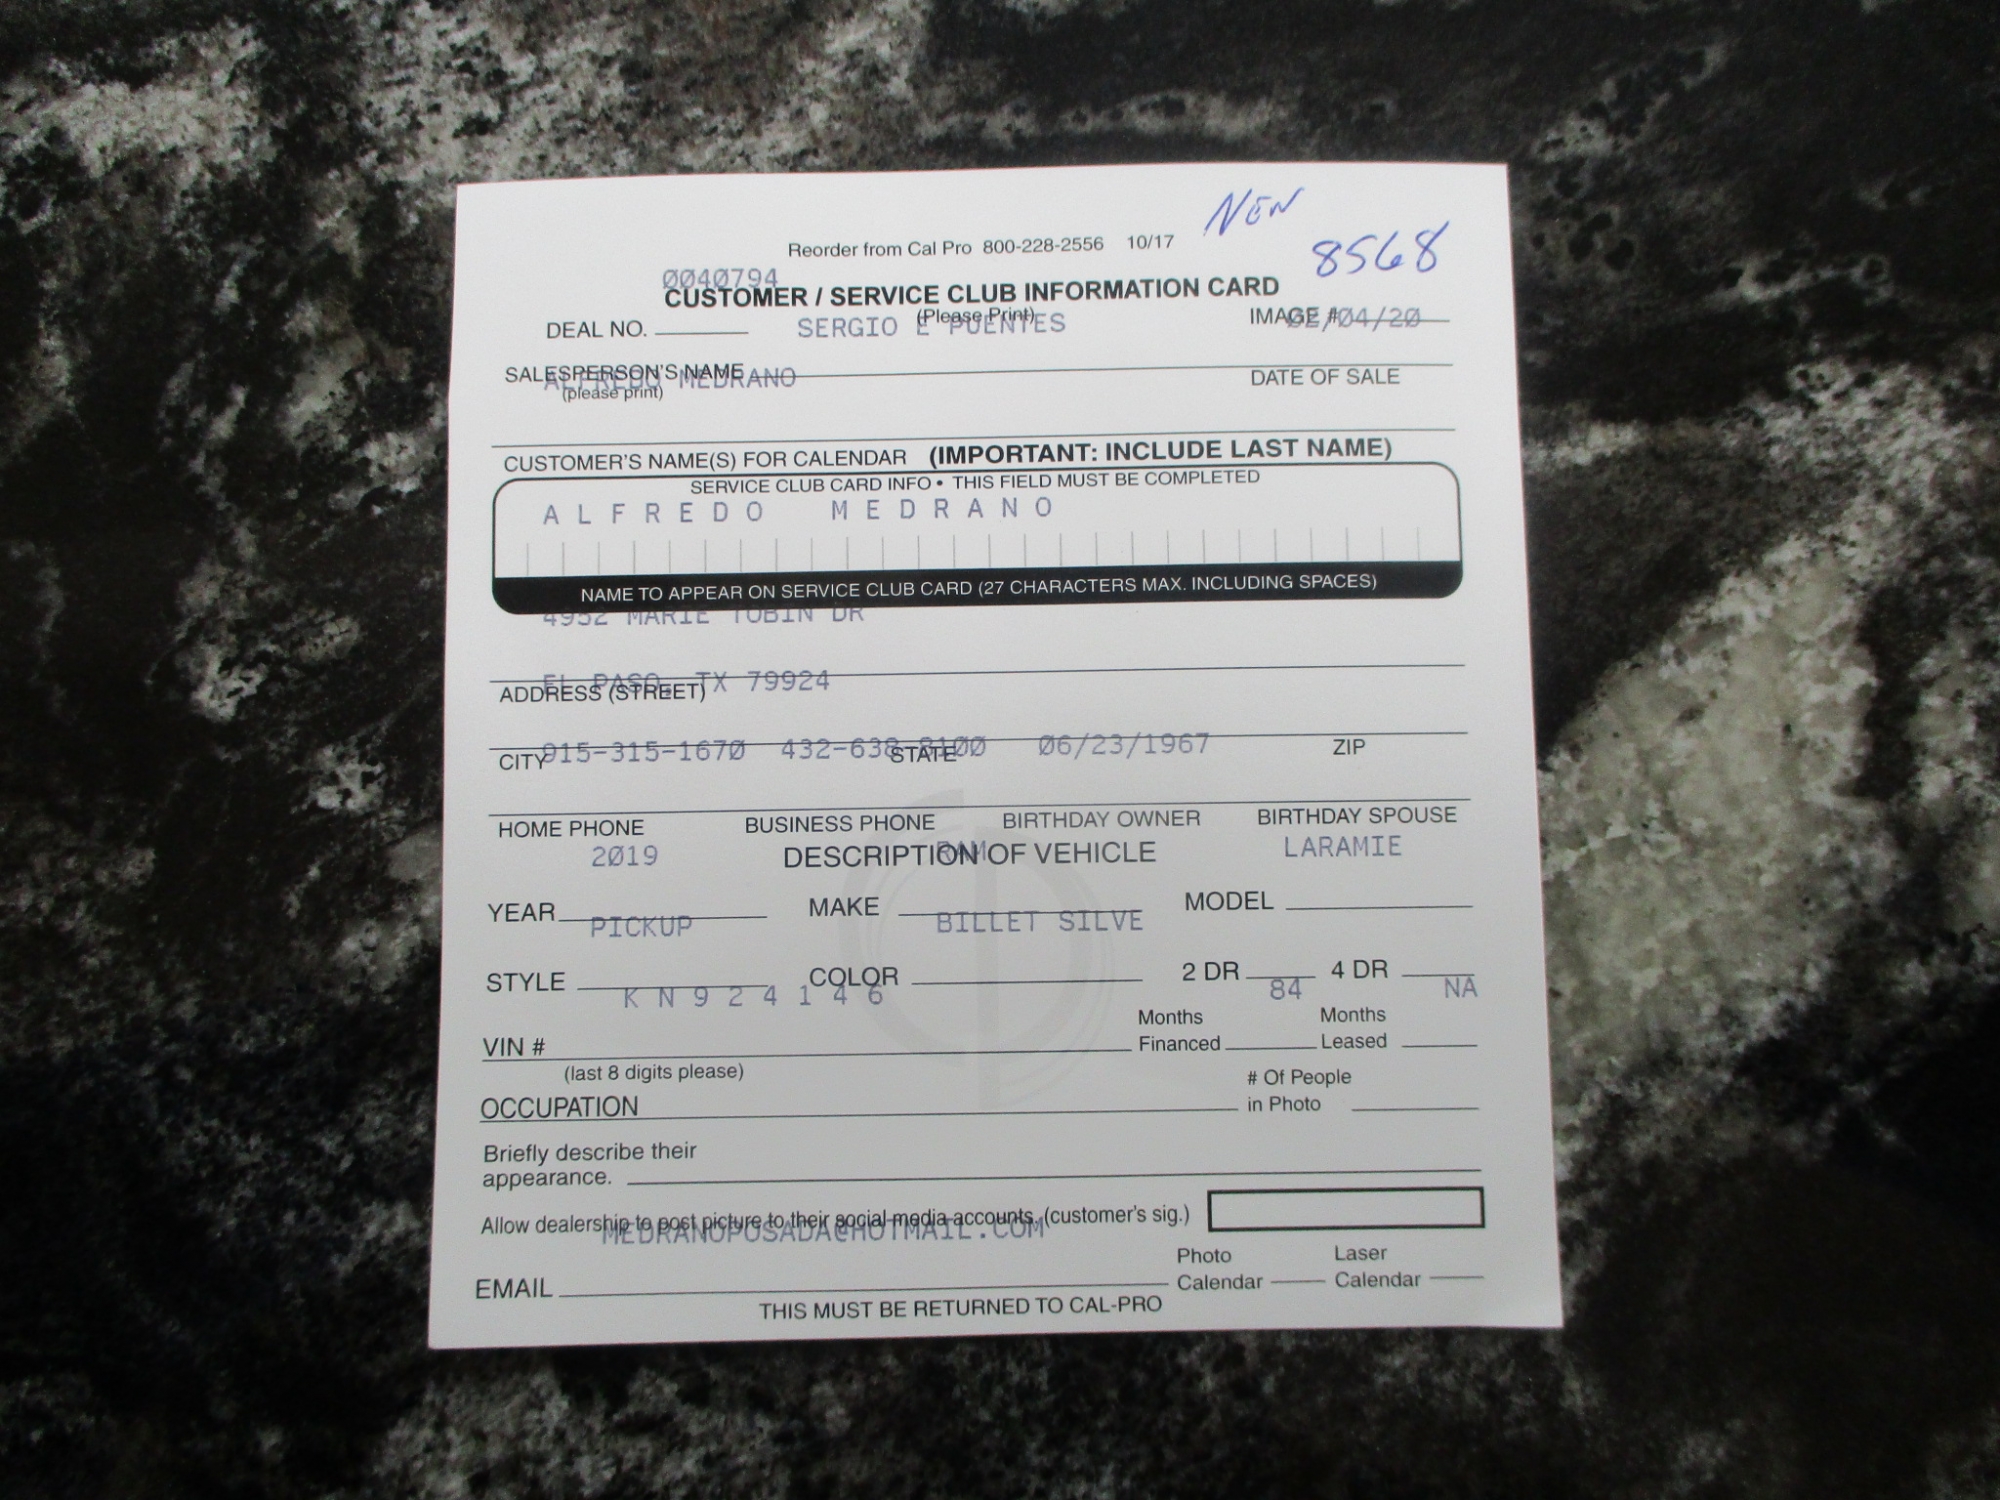 NEW
Reorder from Cal Pro 800-228-2556 10/17
8568
0040794
CUSTOMER / SERVICE CLUB INFORMATION CARD
(Please Print)
DEAL NO. SERGIO E PUENTES IMAGE # 02/04/20
SALESPERSON'S NAME
ALFREDO MEDRANO DATE OF SALE
(please print)
CUSTOMER'S NAME(S) FOR CALENDAR (IMPORTANT: INCLUDE LAST NAME)
SERVICE CLUB CARD INFO • THIS FIELD MUST BE COMPLETED
ALFREDO MEDRANO
NAME TO APPEAR ON SERVICE CLUB CARD (27 CHARACTERS MAX. INCLUDING SPACES)
4952 MARIE TOBIN DR
EL PASO, TX 79924
ADDRESS (STREET)
915-315-1670 432-638-8100 06/23/1967
CITY STATE ZIP
HOME PHONE BUSINESS PHONE BIRTHDAY OWNER BIRTHDAY SPOUSE
2019 RAM LARAMIE
DESCRIPTION OF VEHICLE
YEAR MAKE MODEL
PICKUP BILLET SILVE
STYLE COLOR 2 DR 4 DR
KN924146 84 NA
VIN # Months Financed Months Leased
(last 8 digits please)
OCCUPATION # Of People in Photo
Briefly describe their
appearance.
Allow dealership to post picture to their social media accounts. (customer's sig.)
MEDRANOPOSADA@HOTMAIL.COM
EMAIL Photo Calendar Laser Calendar
THIS MUST BE RETURNED TO CAL-PRO